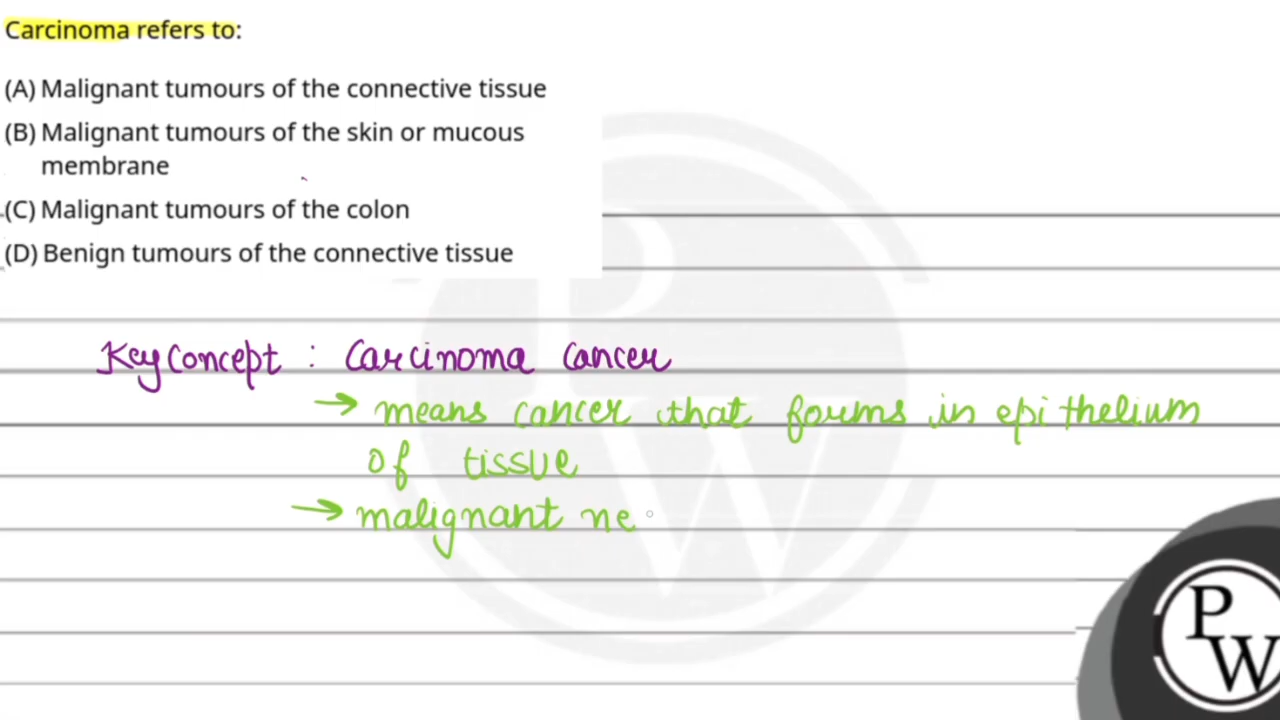 Carcinoma refers to:
(A) Malignant tumours of the connective tissue
(B) Malignant tumours of the skin or mucous
membrane
(C) Malignant tumours of the colon
(D) Benign tumours of the connective tissue
Key Concept : Carcinoma cancer
→ means cancer that forms in epithelium
of tissue
→ malignant ne
P
W
P
W